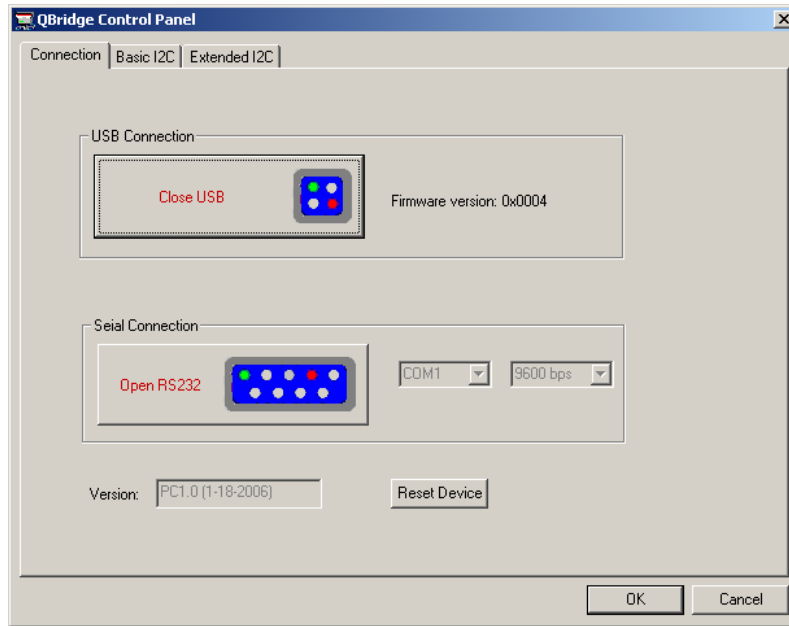 QBridge Control Panel
Connection Basic I2C Extended I2C
USB Connection
Close USB
Firmware version: 0x0004
Seial Connection
Open RS232
COM1
9600 bps
Version: PC1.0 (1-18-2006)
Reset Device
OK
Cancel